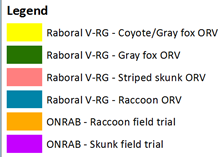 Legend
Raboral V-RG - Coyote/Gray fox ORV
Raboral V-RG - Gray fox ORV
Raboral V-RG - Striped skunk ORV
Raboral V-RG - Raccoon ORV
ONRAB - Raccoon field trial
ONRAB - Skunk field trial